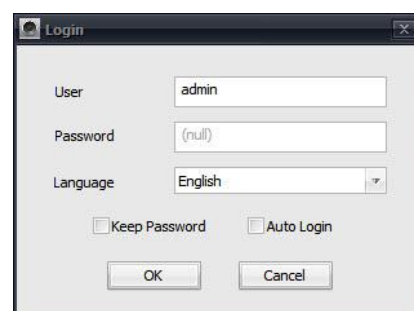 Login
User
admin
Password
(null)
Language
English
Keep Password
Auto Login
OK
Cancel